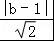 |b − 1|
√2